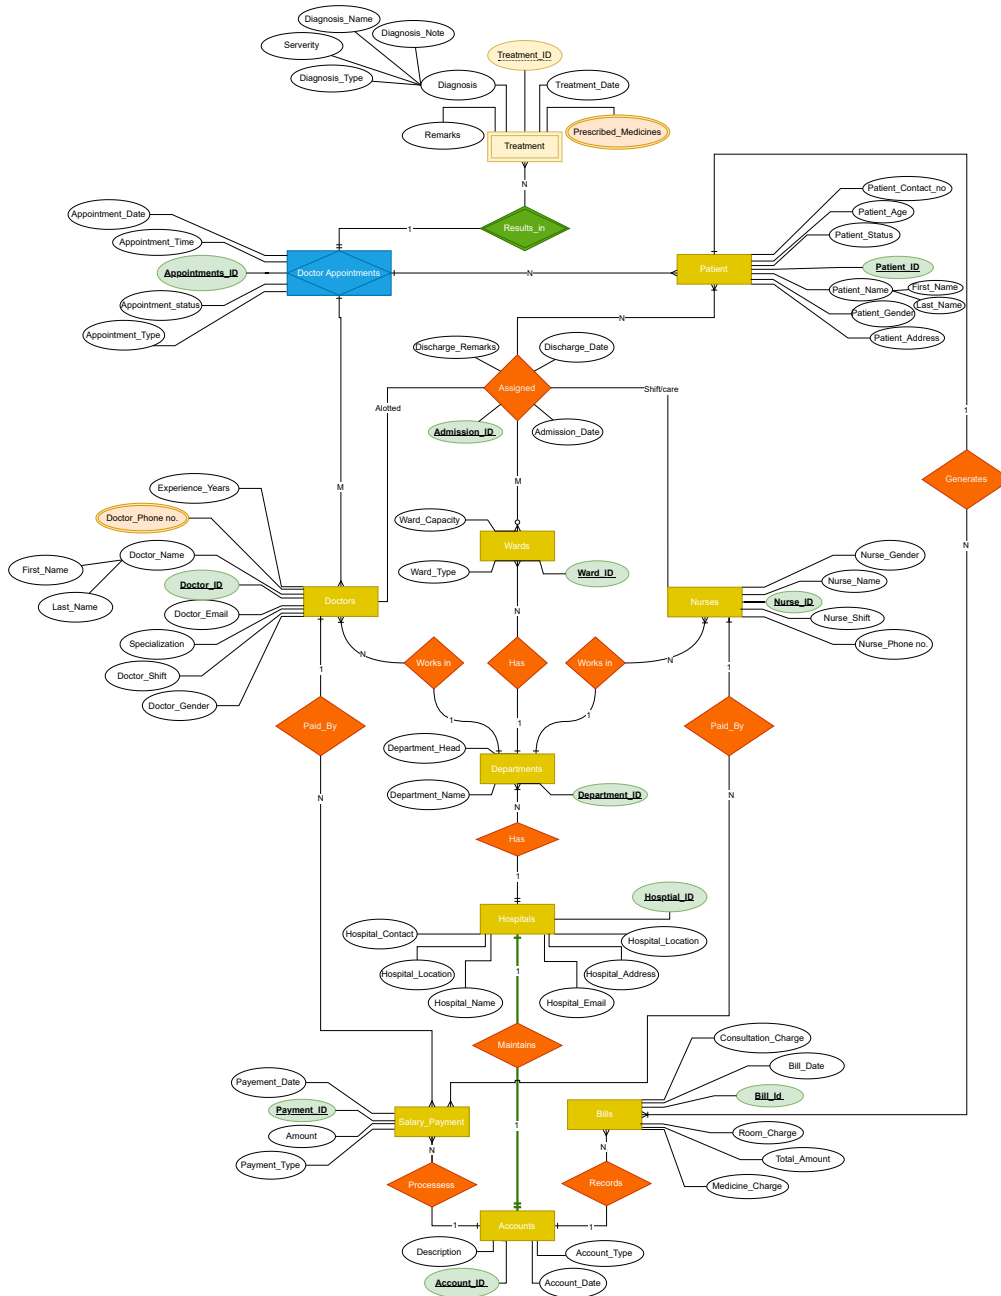 Diagnosis_Name
Diagnosis_Note
Serverity
Diagnosis_Type
Diagnosis
Treatment_ID
Treatment_Date
Remarks
Prescribed_Medicines
Treatment
N
Results_in
1
Appointment_Date
Appointment_Time
Appointments_ID
Appointment_status
Appointment_Type
Doctor Appointments
N
Patient
Patient_Contact_no
Patient_Age
Patient_Status
Patient_ID
Patient_Name
First_Name
Last_Name
Patient_Gender
Patient_Address
N
Discharge_Remarks
Discharge_Date
Assigned
Alotted
Shift/care
Admission_ID
Admission_Date
1
Generates
N
M
M
Experience_Years
Doctor_Phone no.
Doctor_Name
First_Name
Last_Name
Doctor_ID
Doctor_Email
Specialization
Doctor_Shift
Doctor_Gender
Doctors
Ward_Capacity
Wards
Ward_Type
Ward_ID
Nurses
Nurse_Gender
Nurse_Name
Nurse_ID
Nurse_Shift
Nurse_Phone no.
N
N
N
1
1
Works in
Has
Works in
Paid_By
Paid_By
1
1
1
N
N
Department_Head
Departments
Department_Name
Department_ID
N
Has
1
Hosptial_ID
Hospitals
Hospital_Contact
Hospital_Location
Hospital_Location
Hospital_Address
Hospital_Name
Hospital_Email
1
Maintains
1
Payement_Date
Payment_ID
Amount
Payment_Type
Salary_Payment
N
Processess
1
Consultation_Charge
Bill_Date
Bill_Id
Bills
Room_Charge
Total_Amount
Medicine_Charge
N
Records
1
Accounts
Description
Account_ID
Account_Type
Account_Date